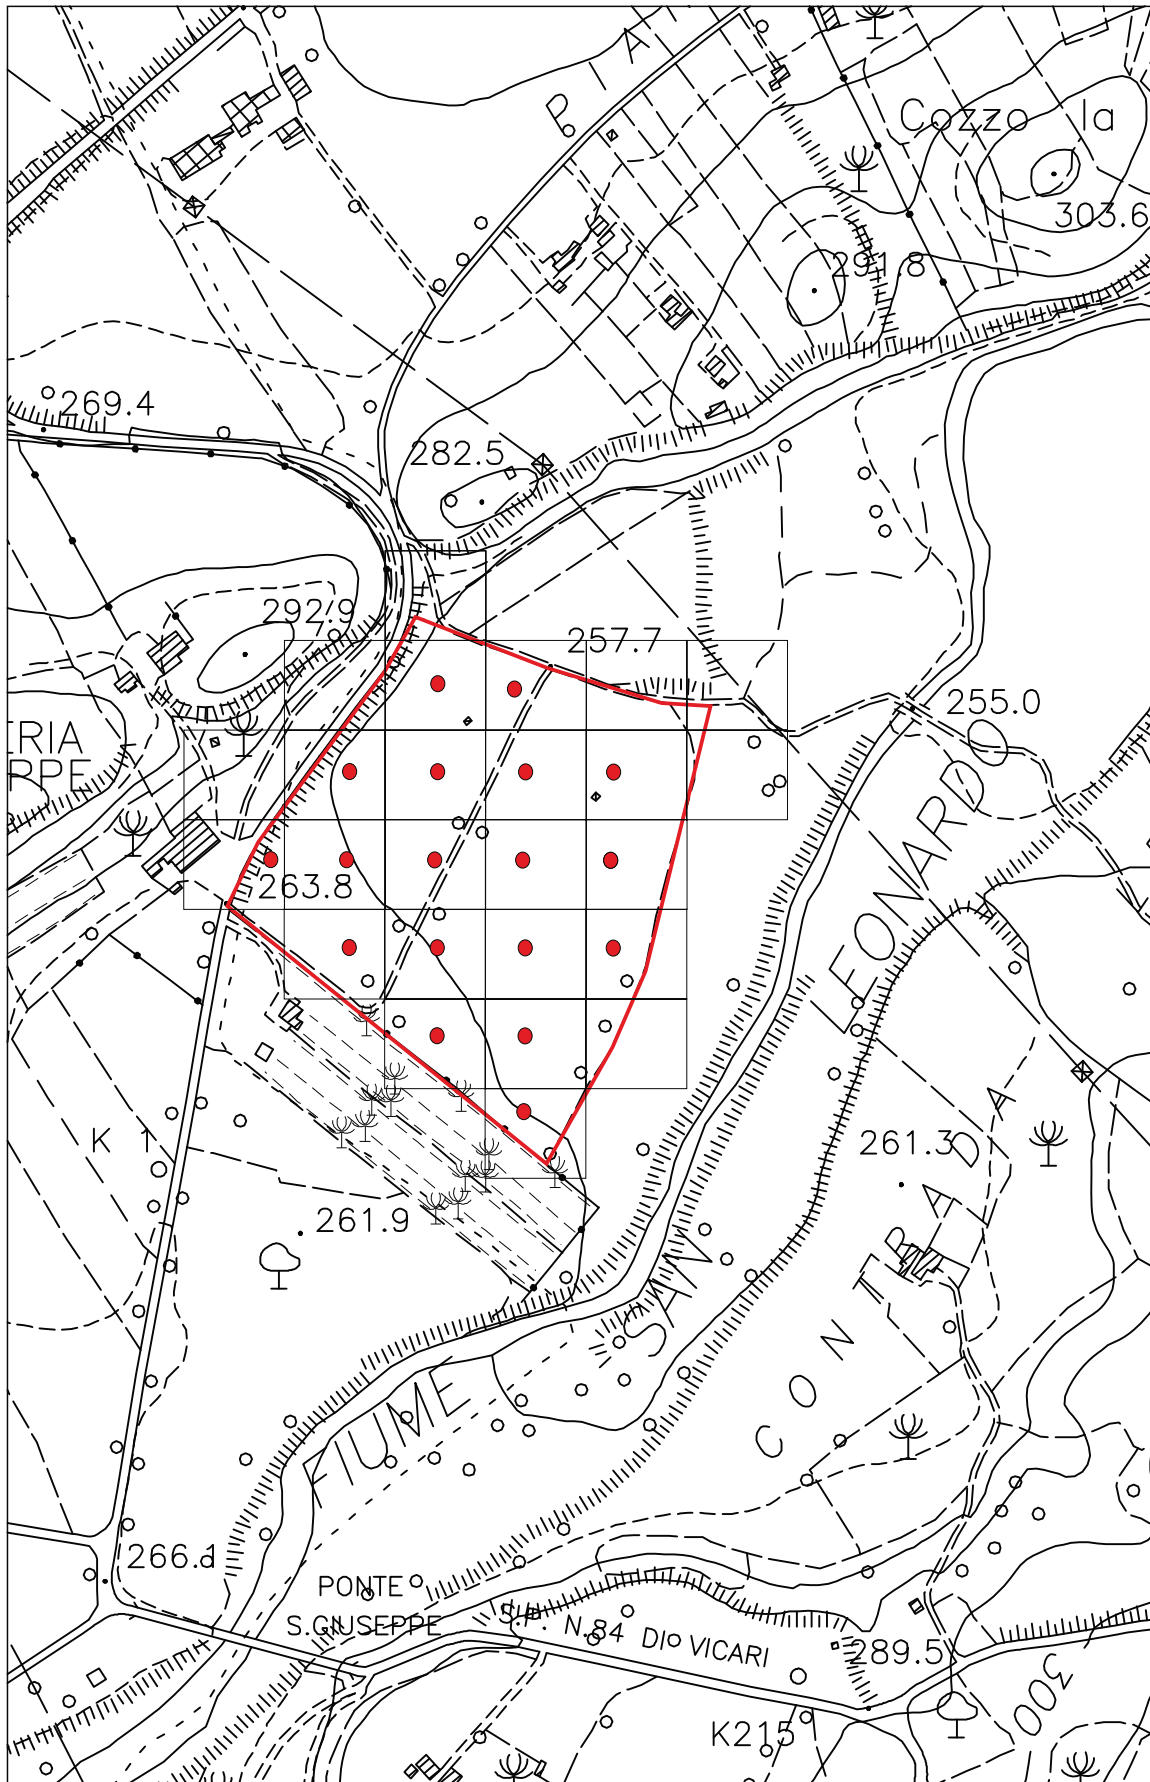 P A
Cozzo la
303.6
291.8
269.4
282.5
292.9
257.7
255.0
ERIA
PPE
263.8
K 1
261.3
261.9
FIUME SAN LEONARDO
CONTRADA
266.1
PONTE
S.GIUSEPPE
S.P. N.84 DI VICARI
289.5
300
K215